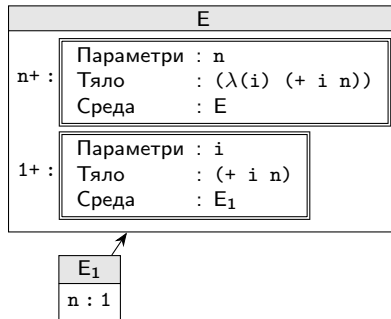 E
n+ :
Параметри : n
Тяло : (λ(i) (+ i n))
Среда : E
1+ :
Параметри : i
Тяло : (+ i n)
Среда : E₁
E₁
n : 1